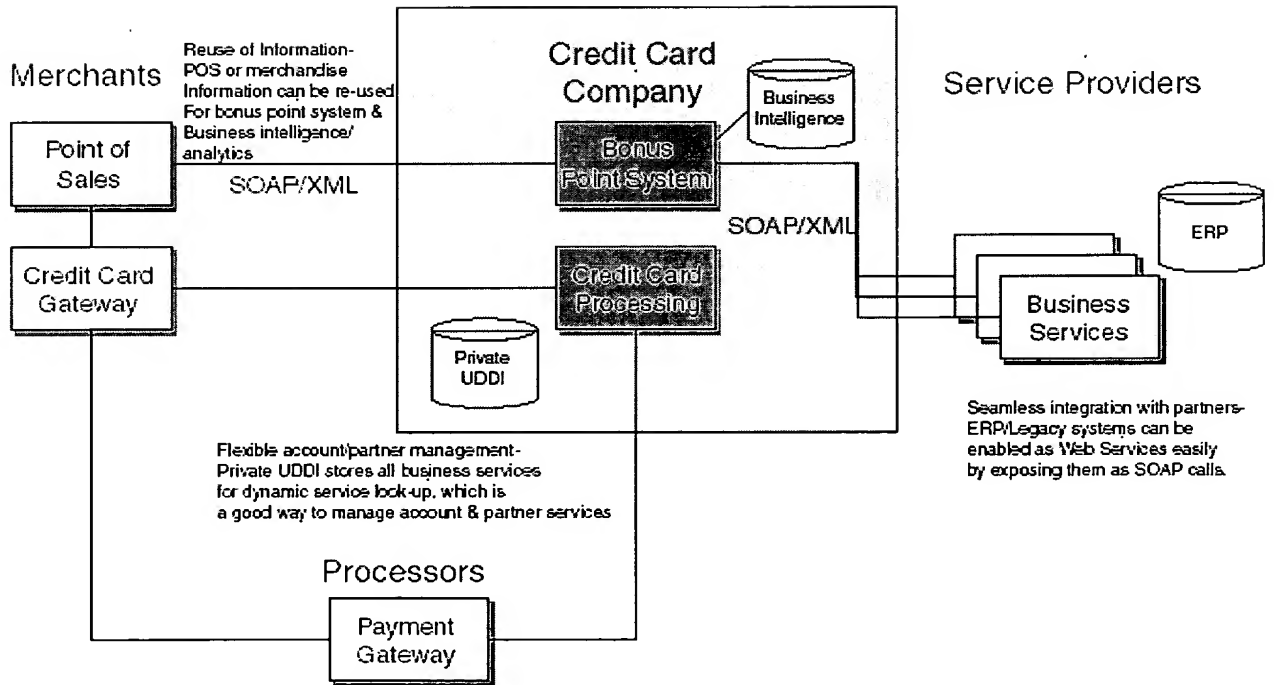 Merchants
Reuse of Information-
POS or merchandise
Information can be re-used
For bonus point system &
Business intelligence/
analytics
Credit Card
Company
Business
Intelligence
Service Providers
Point of
Sales
SOAP/XML
Bonus
Point System
SOAP/XML
ERP
Credit Card
Gateway
Credit Card
Processing
Business
Services
Private
UDDI
Seamless integration with partners-
ERP/Legacy systems can be
enabled as Web Services easily
by exposing them as SOAP calls.
Flexible account/partner management-
Private UDDI stores all business services
for dynamic service look-up, which is
a good way to manage account & partner services
Processors
Payment
Gateway